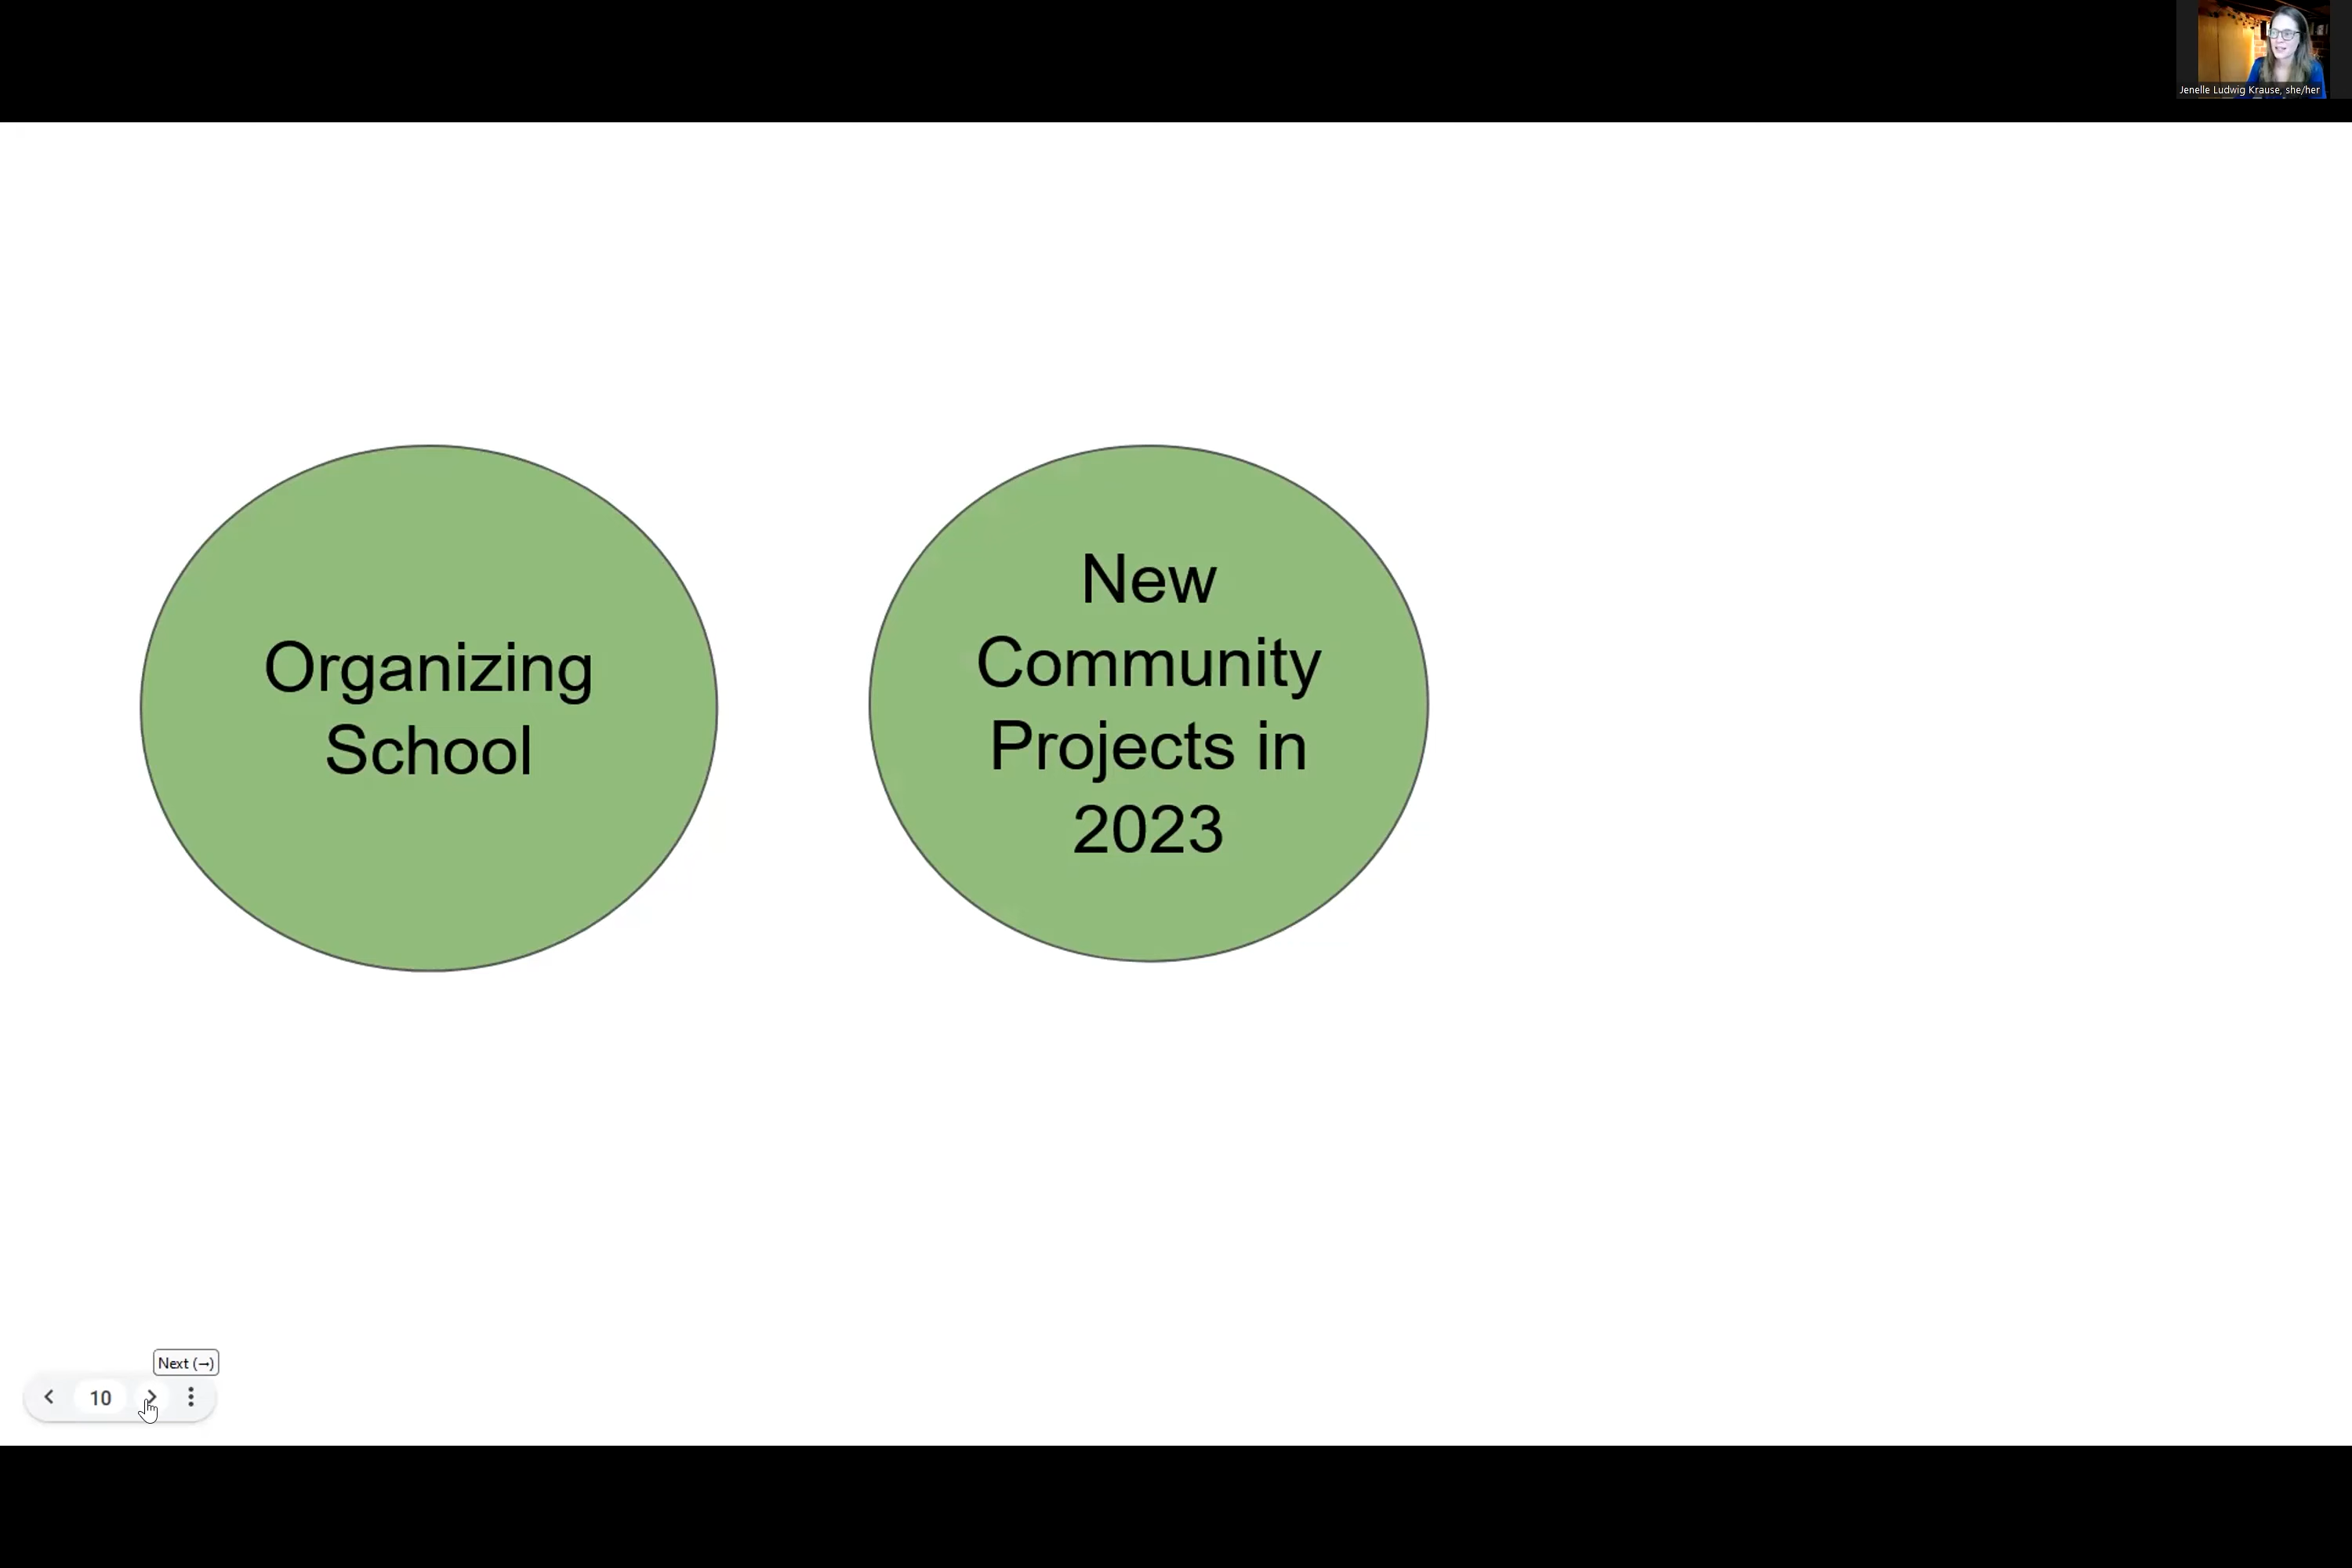 Jenelle Ludwig Krause, she/her
Organizing
School
New
Community
Projects in
2023
Next (→)
10